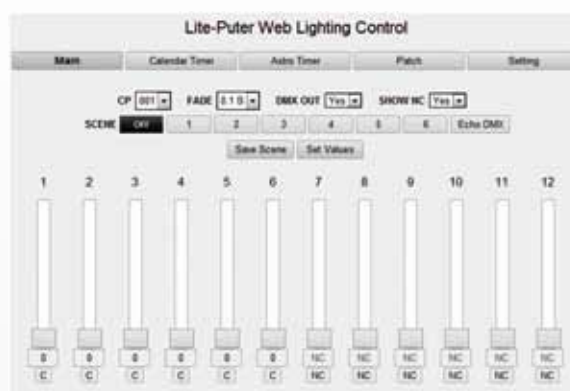 Lite-Puter Web Lighting Control
Main Calendar Timer Astro Timer Patch Setting
CP 001 FADE 0.1 S DMX OUT Yes SHOW NC Yes
SCENE Off 1 2 3 4 5 6 Echo DMX
Save Scene Set Values
1 2 3 4 5 6 7 8 9 10 11 12
0 0 0 0 0 0 NC NC NC NC NC NC
C C C C C C NC NC NC NC NC NC